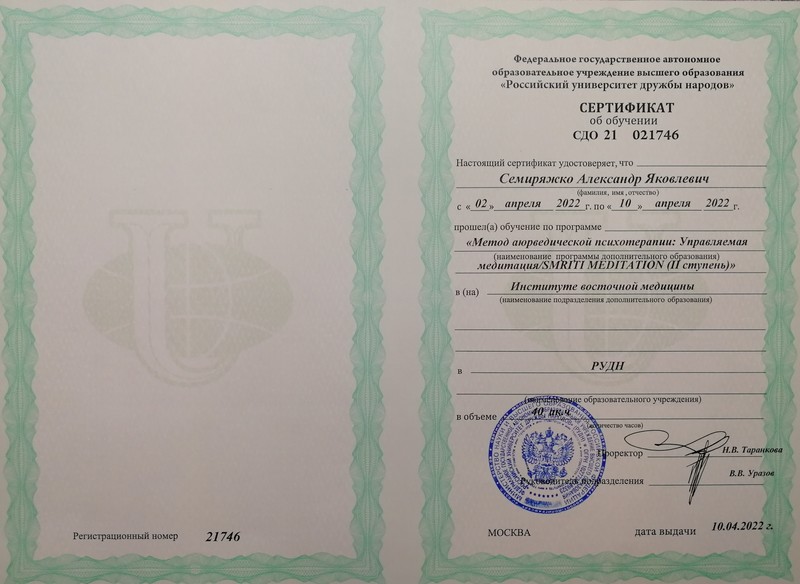 Регистрационный номер 21746
Федеральное государственное автономное
образовательное учреждение высшего образования
«Российский университет дружбы народов»
СЕРТИФИКАТ
об обучении
СДО 21 021746
Настоящий сертификат удостоверяет, что
Семиряжко Александр Яковлевич
(фамилия, имя, отчество)
с «02» апреля 2022 г. по «10» апреля 2022 г.
прошел(а) обучение по программе
«Метод аюрведической психотерапии: Управляемая
(наименование программы дополнительного образования)
медитация/SMRITI MEDITATION (II ступень)»
в (на) Институте восточной медицины
(наименование подразделения дополнительного образования)
в РУДН
(наименование образовательного учреждения)
в объеме 40 ак.ч.
(количество часов)
Проректор Н.В. Таранкова
В.В. Уразов
Руководитель подразделения
МОСКВА дата выдачи 10.04.2022 г.